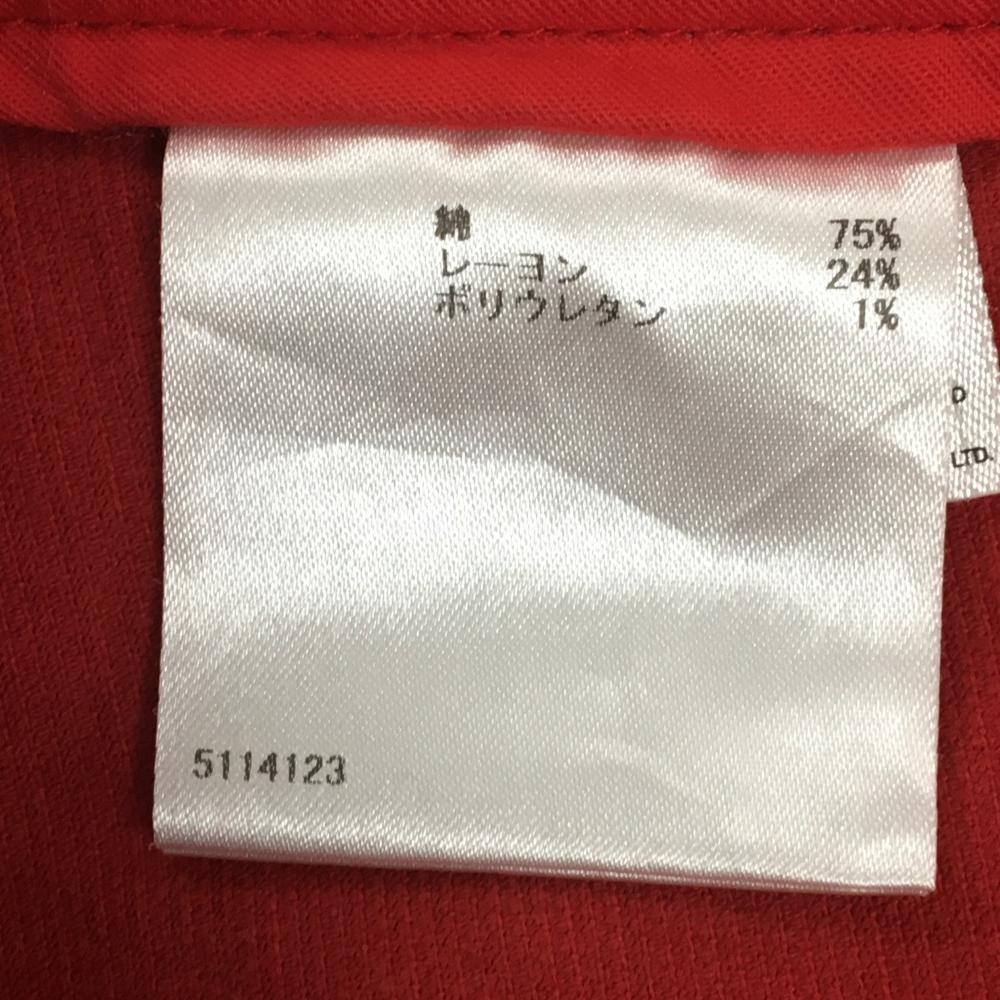 綿 75%
レーヨン 24%
ポリウレタン 1%
D
LTD.
5114123